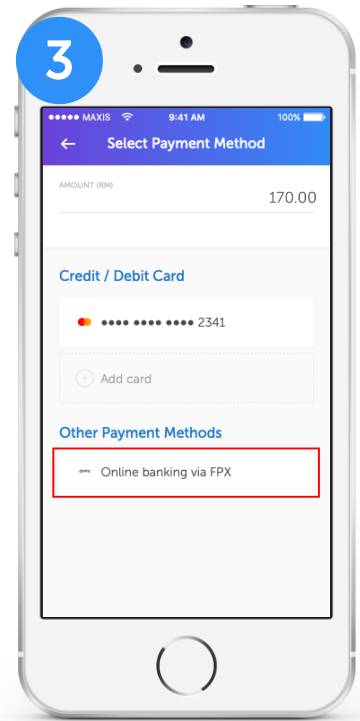 3
MAXIS 9:41 AM 100%
Select Payment Method
AMOUNT (RM)
170.00
Credit / Debit Card
•••• •••• •••• 2341
Add card
Other Payment Methods
Online banking via FPX